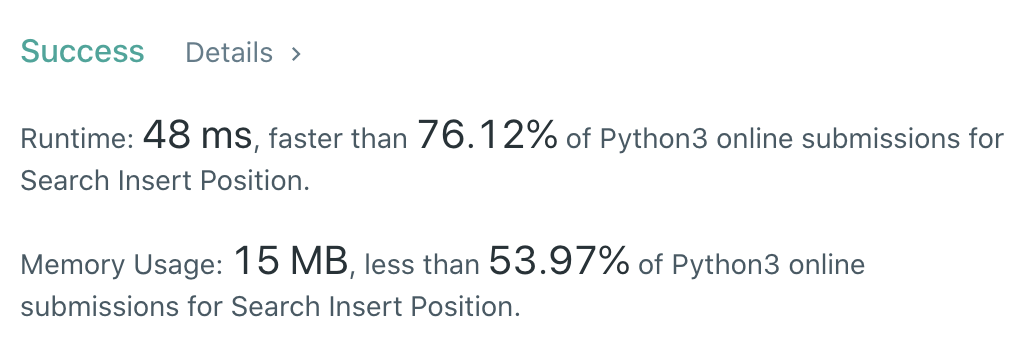 Success Details >
Runtime: 48 ms, faster than 76.12% of Python3 online submissions for
Search Insert Position.
Memory Usage: 15 MB, less than 53.97% of Python3 online
submissions for Search Insert Position.